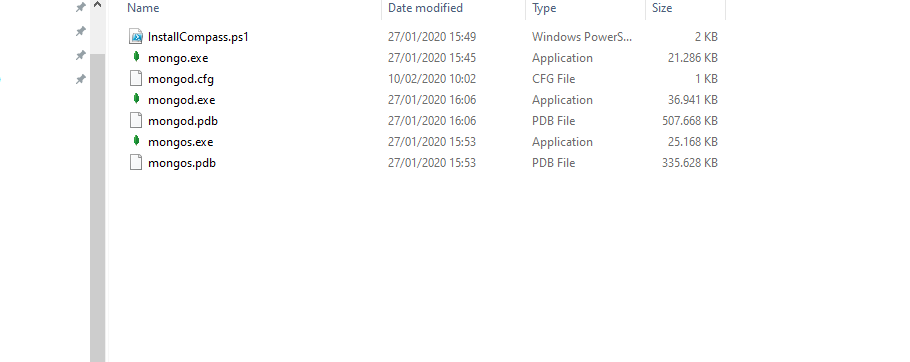 Name Date modified Type Size
InstallCompass.ps1 27/01/2020 15:49 Windows PowerS... 2 KB
mongo.exe 27/01/2020 15:45 Application 21.286 KB
mongod.cfg 10/02/2020 10:02 CFG File 1 KB
mongod.exe 27/01/2020 16:06 Application 36.941 KB
mongod.pdb 27/01/2020 16:06 PDB File 507.668 KB
mongos.exe 27/01/2020 15:53 Application 25.168 KB
mongos.pdb 27/01/2020 15:53 PDB File 335.628 KB